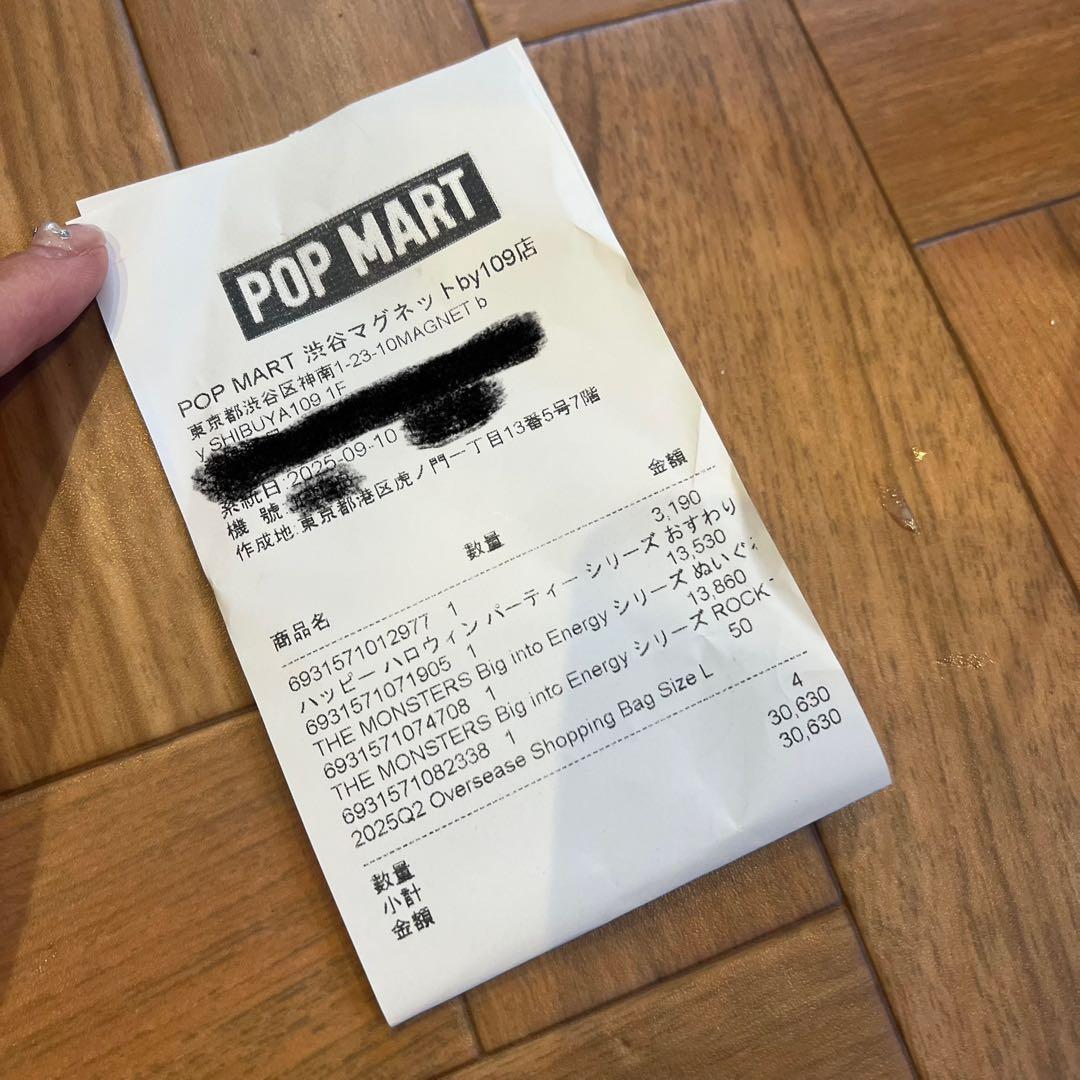 POP MART
POP MART 渋谷マグネットby109店
東京都渋谷区神南1-23-10MAGNET b
y SHIBUYA109 1F
系統日:2025-09-10
機 號:
作成地:東京都港区虎ノ門一丁目13番5号7階
商品名 数量 金額
6931571012977 1 3,190
ハッピー ハロウィン パーティー シリーズ おすわり
6931571071905 1 13,530
THE MONSTERS Big into Energy シリーズ ぬいぐ
6931571074708 1 13,860
THE MONSTERS Big into Energy シリーズ ROCK-
6931571082338 1 50
2025Q2 Oversease Shopping Bag Size L
数量 4
小計 30,630
金額 30,630